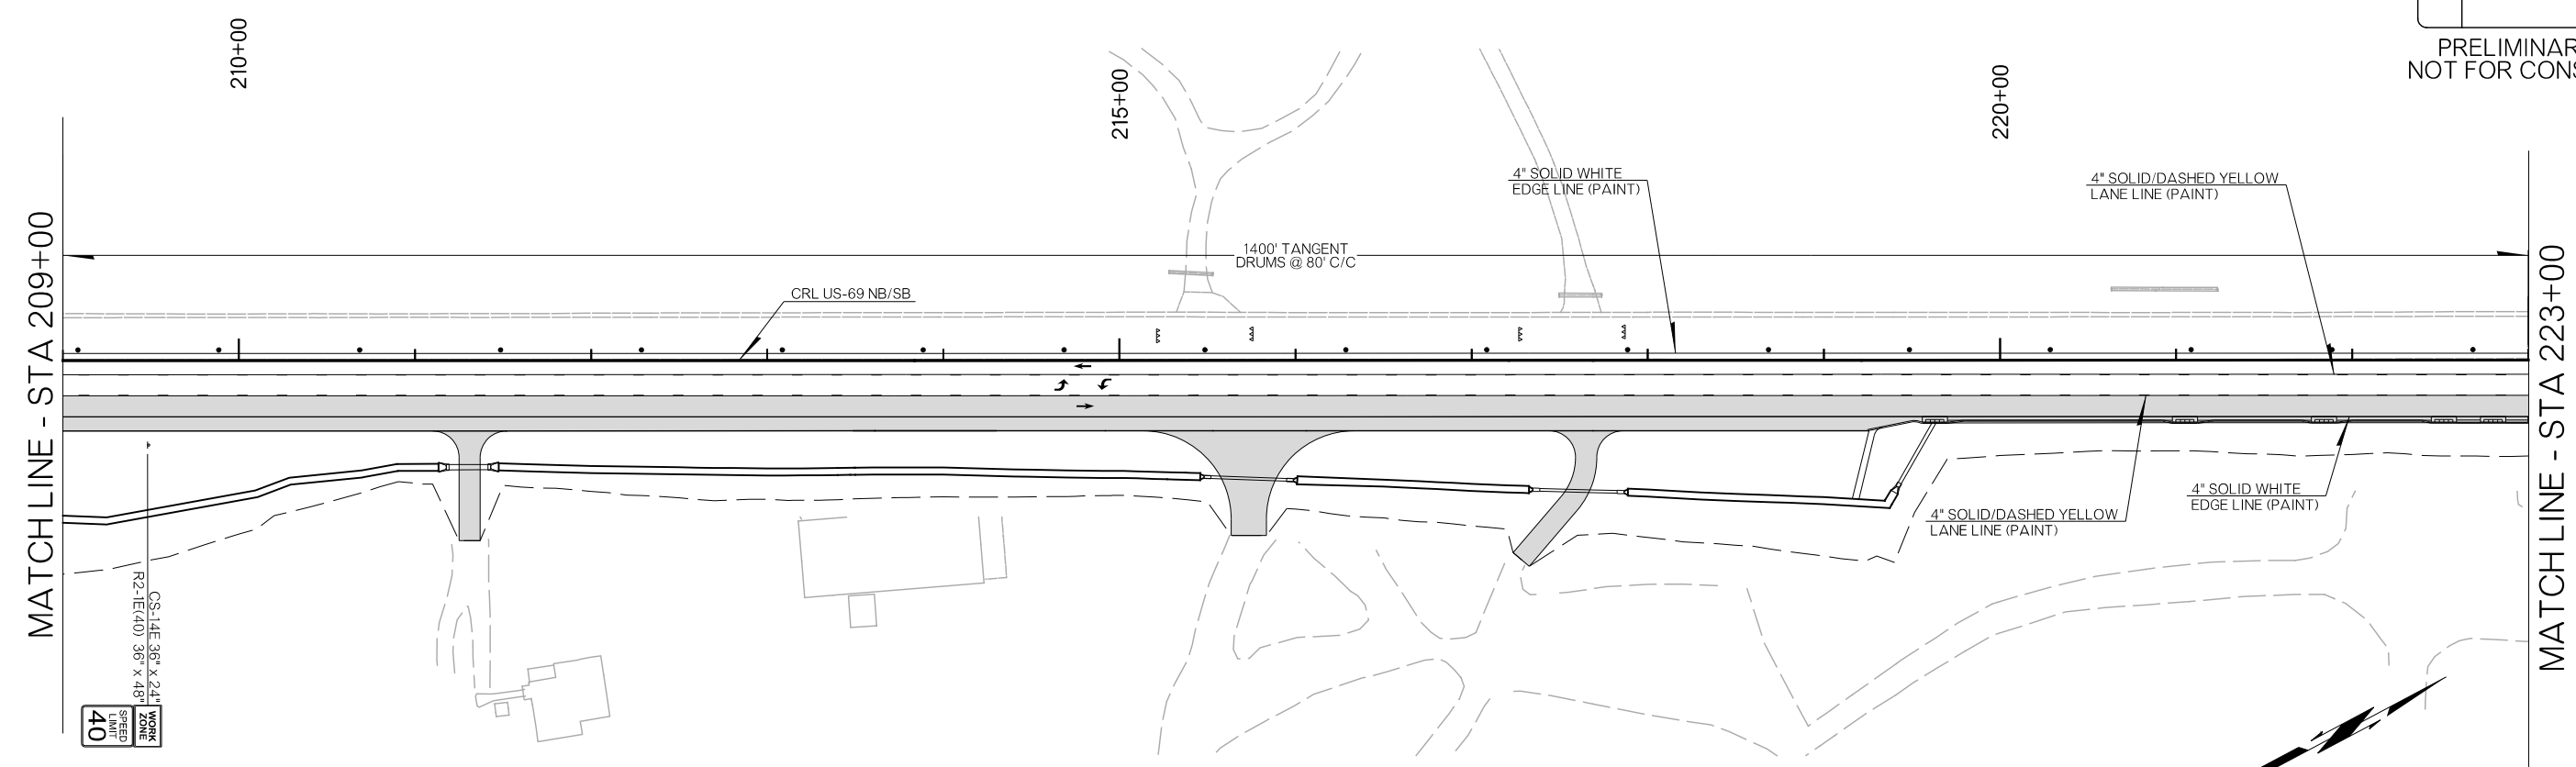 210+00
215+00
220+00
PRELIMINAR
NOT FOR CONS
4" SOLID WHITE
EDGE LINE (PAINT)
4" SOLID/DASHED YELLOW
LANE LINE (PAINT)
1400' TANGENT
DRUMS @ 80' C/C
CRL US-69 NB/SB
MATCH LINE - STA 209+00
MATCH LINE - STA 223+00
4" SOLID WHITE
EDGE LINE (PAINT)
4" SOLID/DASHED YELLOW
LANE LINE (PAINT)
CS-14E 36" x 24"
R2-1E(40) 36" x 48"
WORK
ZONE
SPEED
LIMIT
40